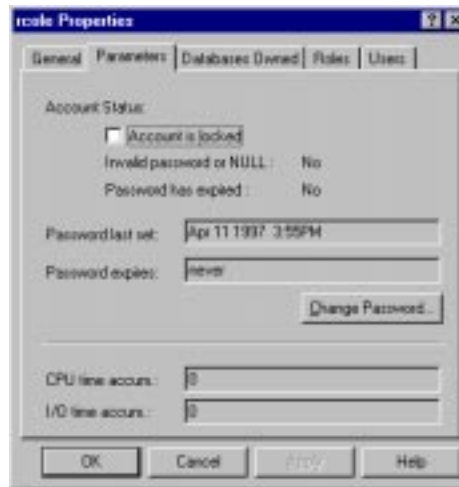 rcole Properties
General Parameters Databases Owned Roles Users
Account Status:
Account is locked
Invalid password or NULL : No
Password has expired : No
Password last set: Apr 11 1997 3:55PM
Password expires: never
Change Password...
CPU time accum.: 0
I/O time accum.: 0
OK Cancel Apply Help